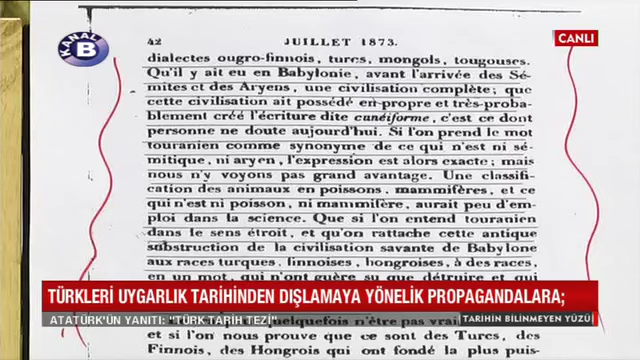 KANAL B
CANLI
42 JUILLET 1873.
dialectes ougro-finnois, turcs, mongols, tougouses.
Qu'il y ait eu en Babylonie, avant l'arrivée des Sé-
mites et des Aryens, une civilisation complète; que
cette civilisation ait possédé en propre et très-proba-
blement créé l'écriture dite cunéiforme, c'est ce dont
personne ne doute aujourd'hui. Si l'on prend le mot
touranien comme synonyme de ce qui n'est ni sé-
mitique, ni aryen, l'expression est alors exacte; mais
nous n'y voyons pas grand avantage. Une classifi-
cation des animaux en poissons, mammifères, et ce
qui n'est ni poisson, ni mammifère, aurait peu d'em-
ploi dans la science. Que si l'on entend touranien
dans le sens étroit, et qu'on rattache cette antique
substruction de la civilisation savante de Babylone
aux races turques, finnoises, hongroises, à des races,
en un mot, qui n'ont guère su que détruire et qui
TÜRKLERİ UYGARLIK TARİHİNDEN DIŞLAMAYA YÖNELİK PROPAGANDALARA;
ATATÜRK'ÜN YANITI: "TÜRK TARİH TEZİ"
TARİHİN BİLİNMEYEN YÜZÜ
quelquefois n'être pas vrai
et si l'on nous prouve que ce sont des Turcs, des
Finnois, des Hongrois qui ont fondé la plus puis-